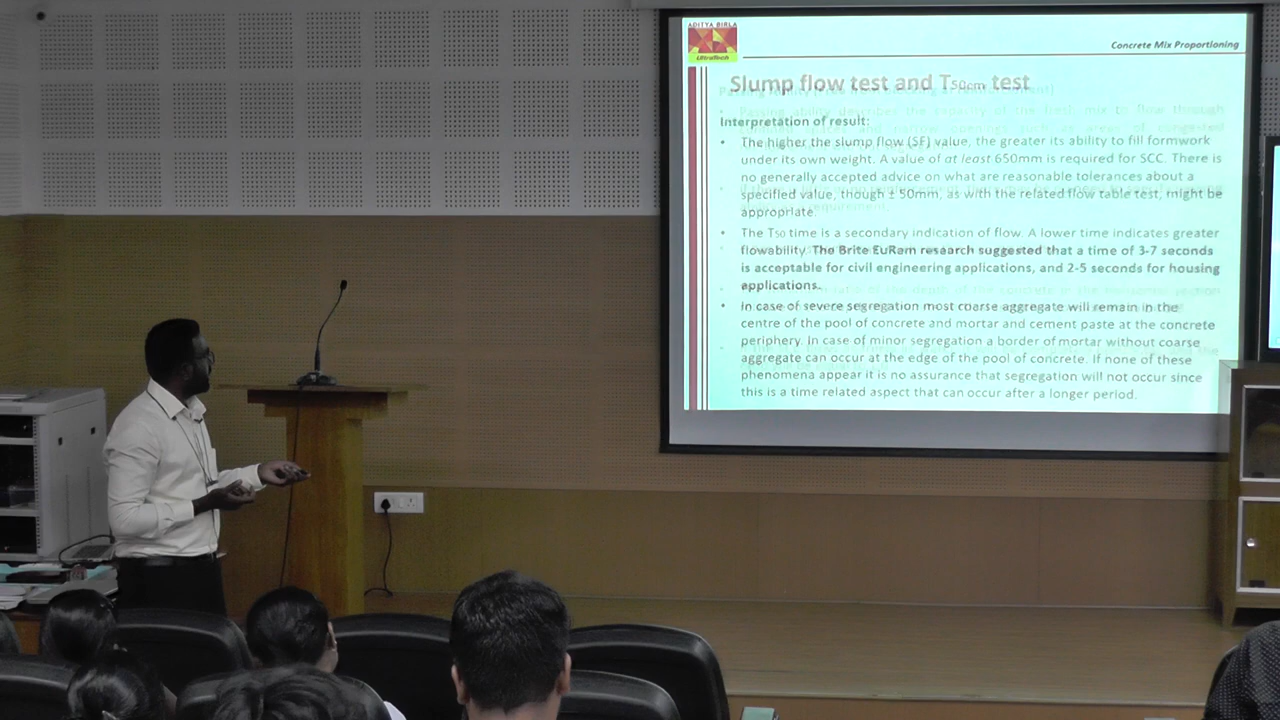 ADITYA BIRLA
UltraTech
Concrete Mix Proportioning
Slump flow test and T50cm test
Interpretation of result:
• The higher the slump flow (SF) value, the greater its ability to fill formwork
under its own weight. A value of at least 650mm is required for SCC. There is
no generally accepted advice on what are reasonable tolerances about a
specified value, though ± 50mm, as with the related flow table test, might be
appropriate.
• The T50 time is a secondary indication of flow. A lower time indicates greater
flowability. The Brite EuRam research suggested that a time of 3-7 seconds
is acceptable for civil engineering applications, and 2-5 seconds for housing
applications.
• In case of severe segregation most coarse aggregate will remain in the
centre of the pool of concrete and mortar and cement paste at the concrete
periphery. In case of minor segregation a border of mortar without coarse
aggregate can occur at the edge of the pool of concrete. If none of these
phenomena appear it is no assurance that segregation will not occur since
this is a time related aspect that can occur after a longer period.